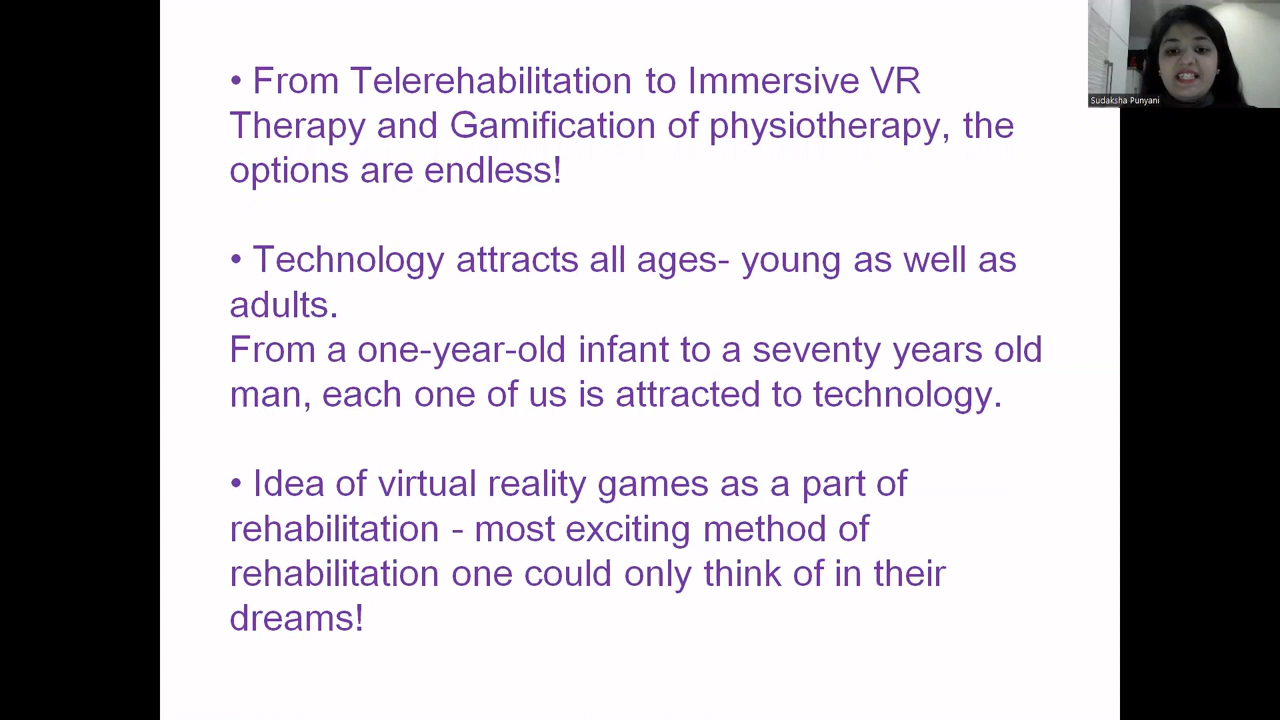 • From Telerehabilitation to Immersive VR
Therapy and Gamification of physiotherapy, the
options are endless!
• Technology attracts all ages- young as well as
adults.
From a one-year-old infant to a seventy years old
man, each one of us is attracted to technology.
• Idea of virtual reality games as a part of
rehabilitation - most exciting method of
rehabilitation one could only think of in their
dreams!
Sudaksha Punyani